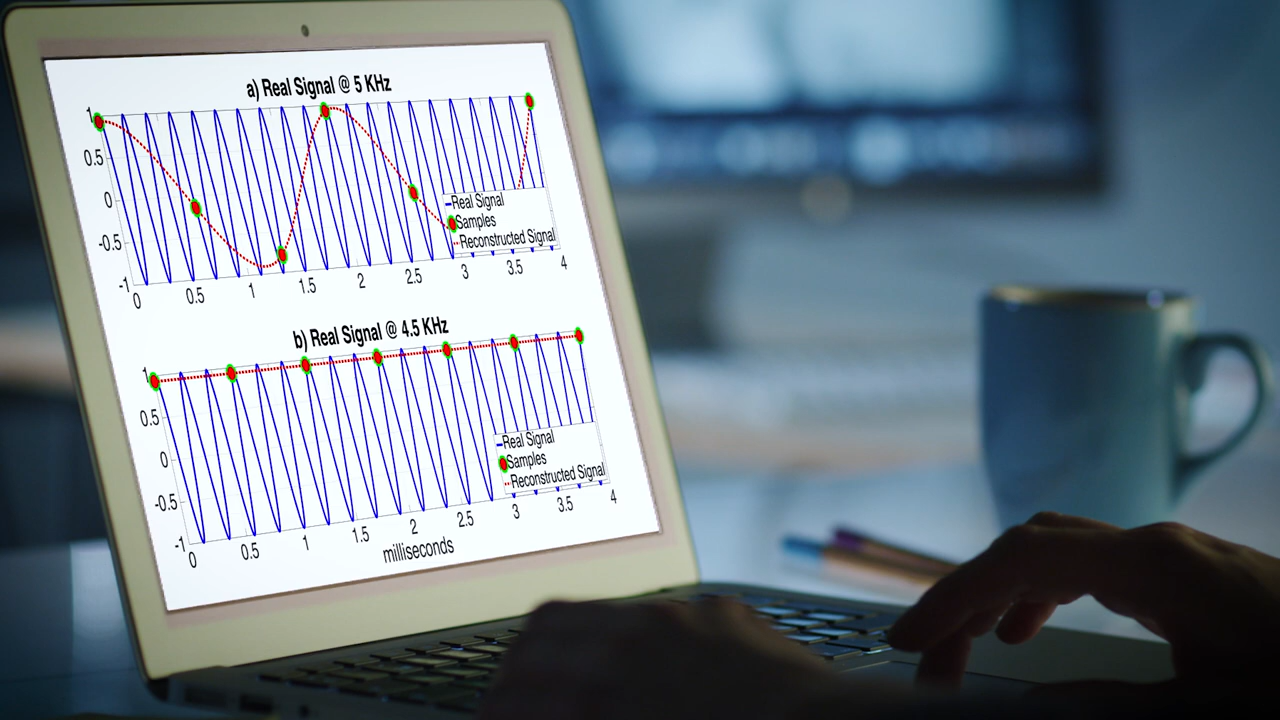 a) Real Signal @ 5 KHz
1
0.5
0
-0.5
-1
0 0.5 1 1.5 2 2.5 3 3.5 4
Real Signal
Samples
Reconstructed Signal
b) Real Signal @ 4.5 KHz
1
0.5
0
-0.5
-1
0 0.5 1 1.5 2 2.5 3 3.5 4
Real Signal
Samples
Reconstructed Signal
milliseconds